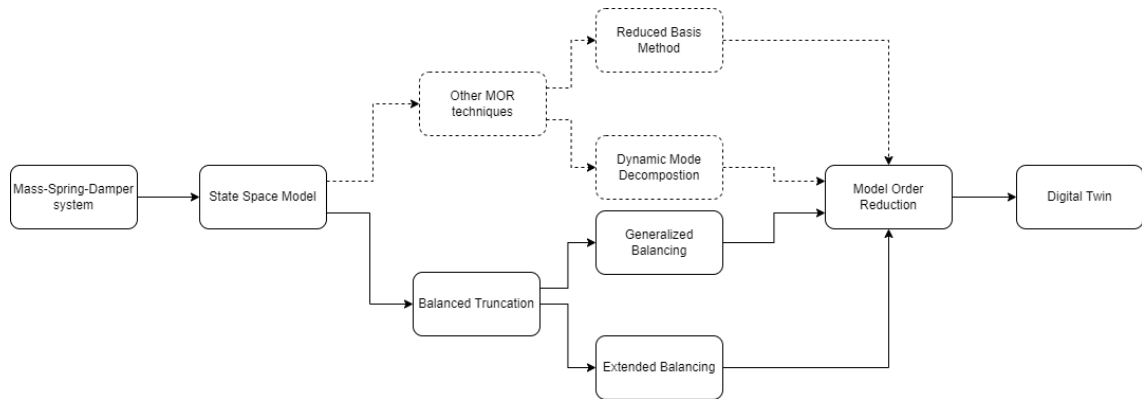 Reduced Basis
Method
Other MOR
techniques
Dynamic Mode
Decompostion
Mass-Spring-Damper
system
State Space Model
Model Order
Reduction
Digital Twin
Generalized
Balancing
Balanced Truncation
Extended Balancing